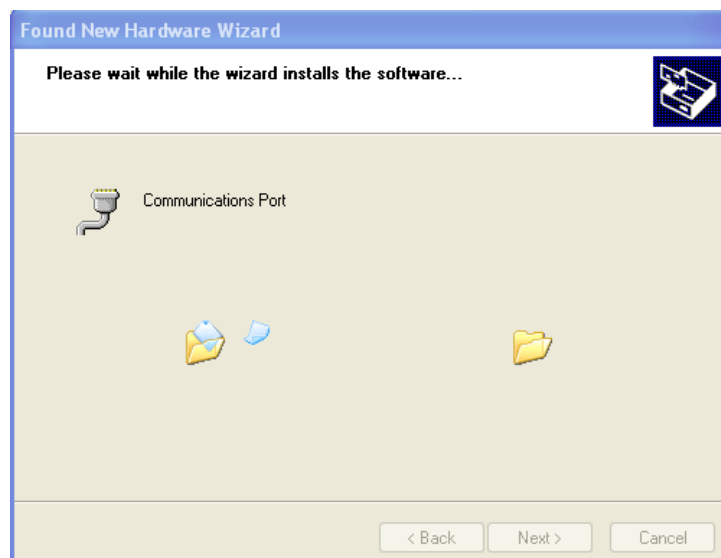 Found New Hardware Wizard
Please wait while the wizard installs the software...
Communications Port
< Back Next > Cancel